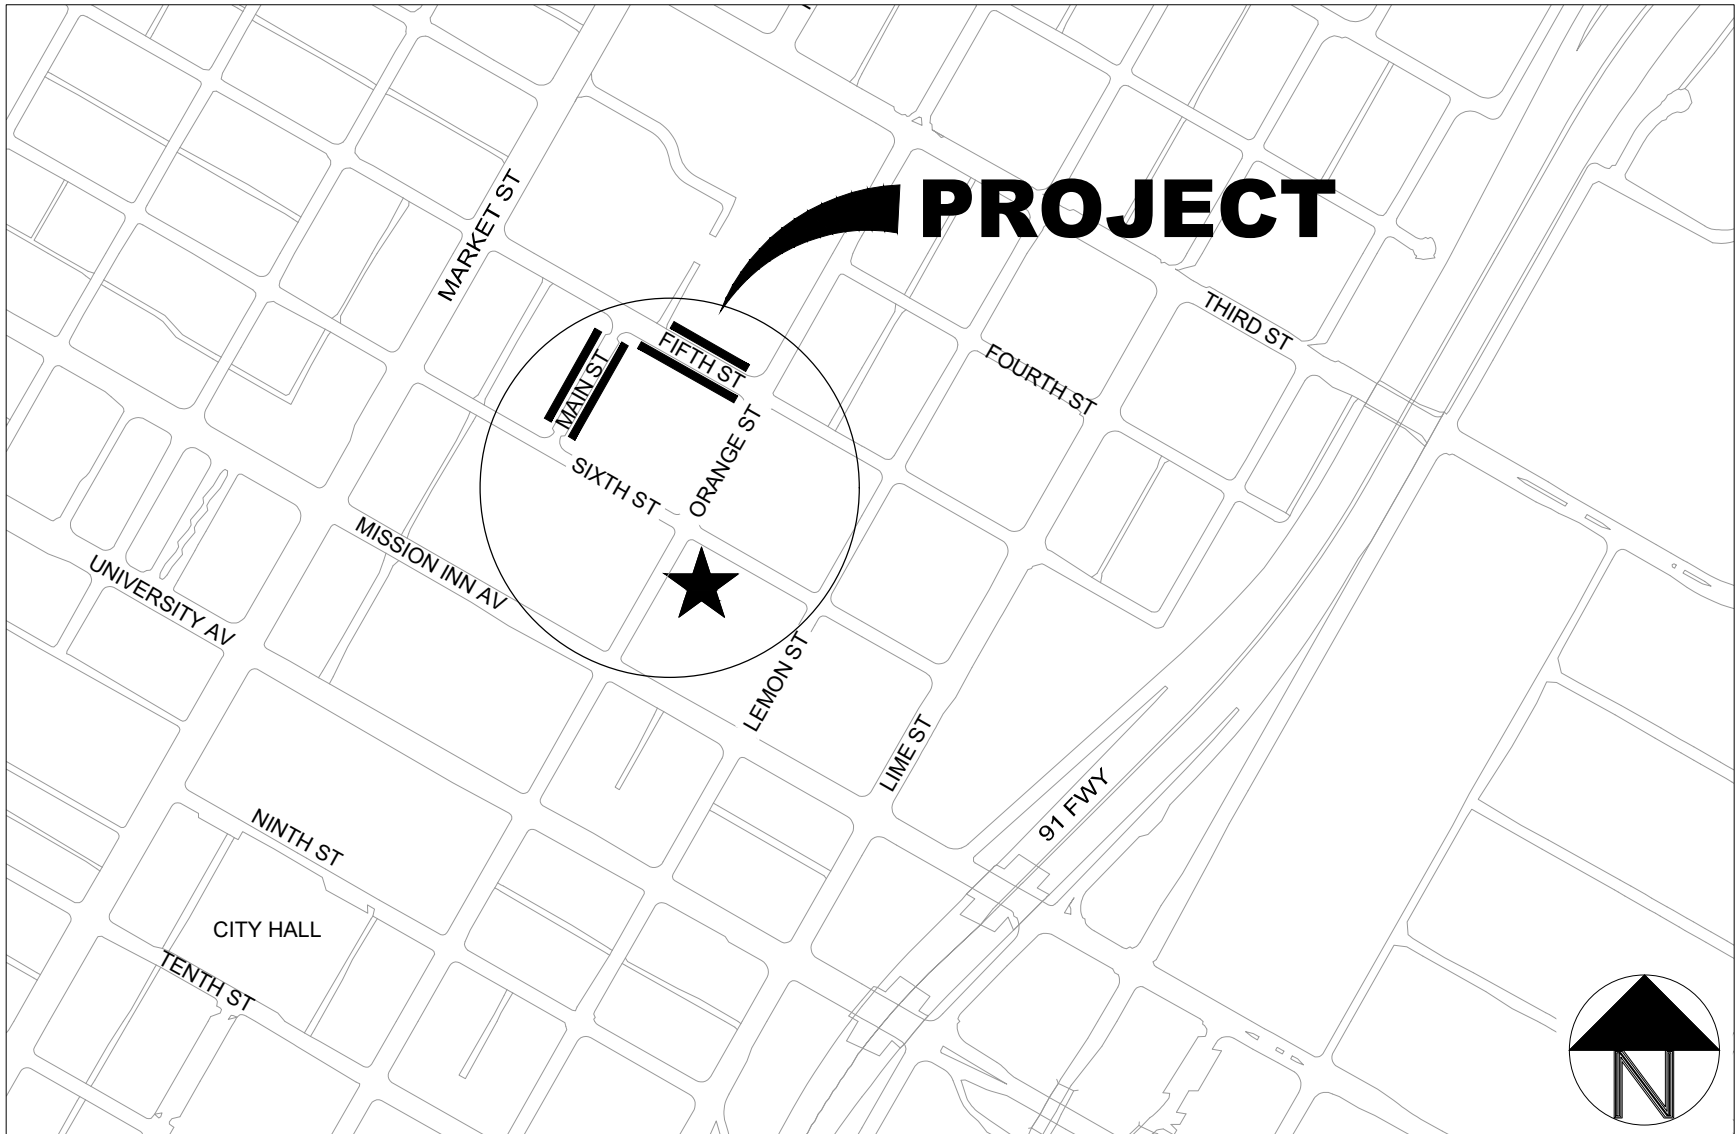 PROJECT
MARKET ST
THIRD ST
FIFTH ST
FOURTH ST
MAIN ST
ORANGE ST
SIXTH ST
MISSION INN AV
UNIVERSITY AV
LEMON ST
LIME ST
91 FWY
NINTH ST
CITY HALL
TENTH ST
N